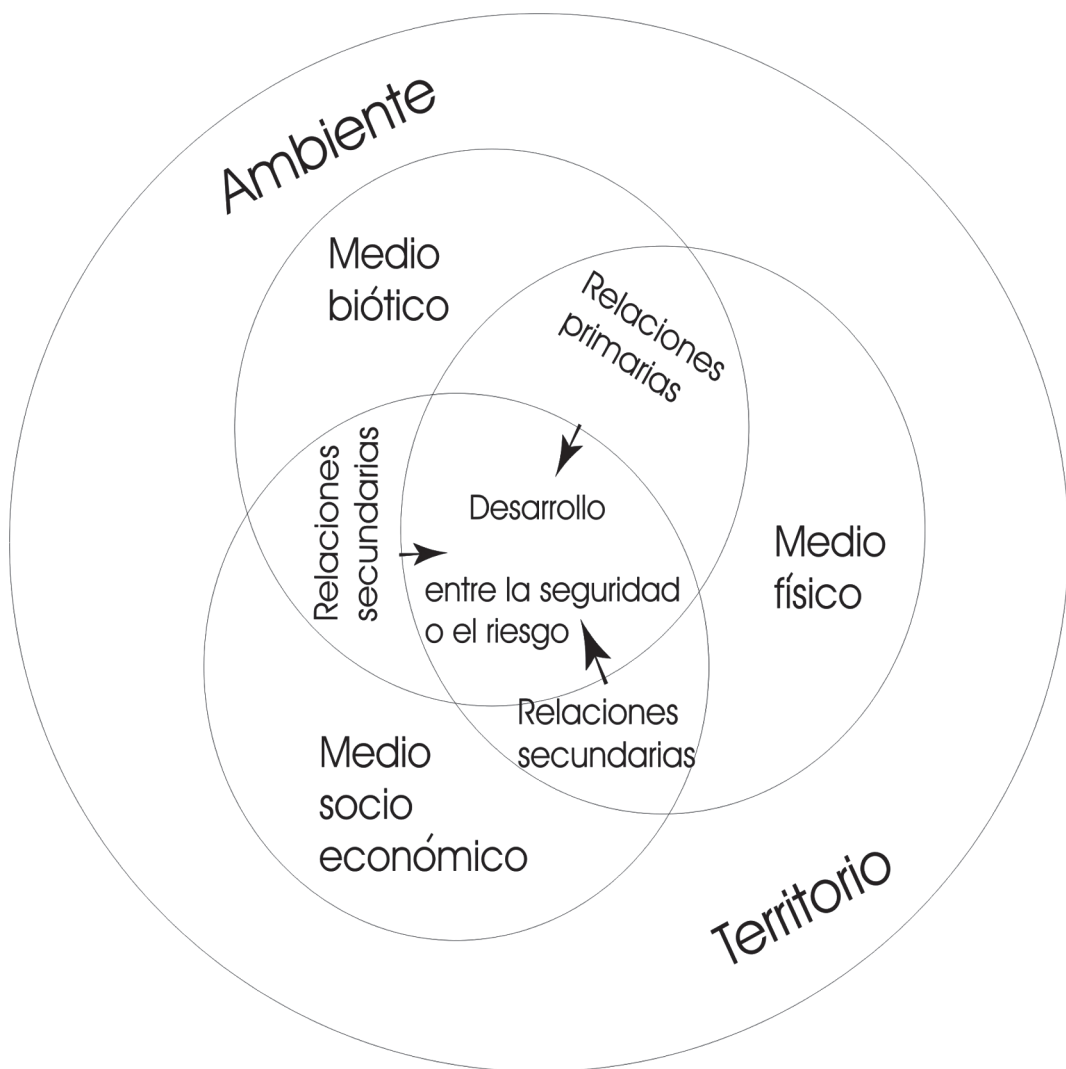 Ambiente
Medio
biótico
Relaciones
primarias
Relaciones
secundarias
Desarrollo
entre la seguridad
o el riesgo
Medio
físico
Relaciones
secundarias
Medio
socio
económico
Territorio